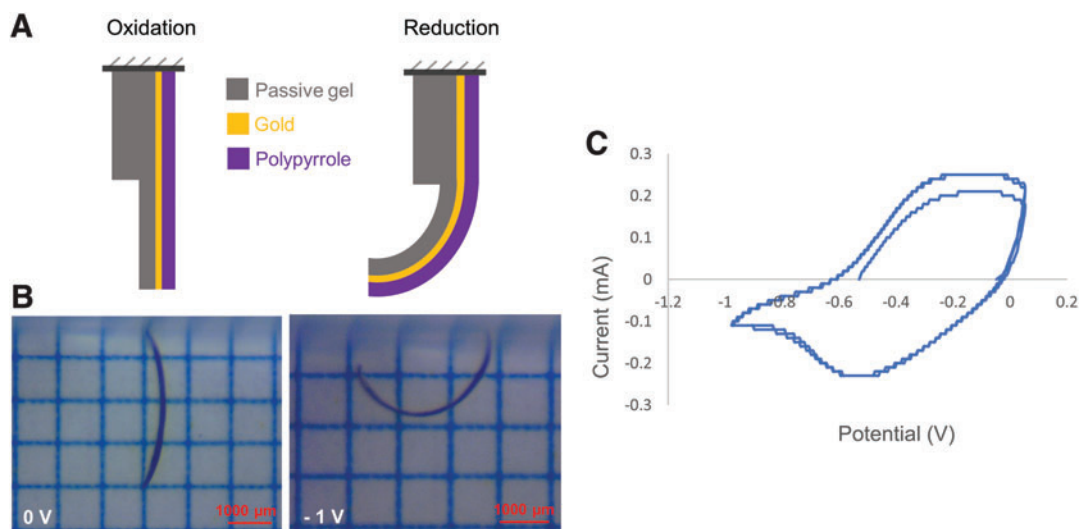 A
Oxidation
Reduction
Passive gel
Gold
Polypyrrole
B
0 V
1000 µm
- 1 V
1000 µm
C
0.3
0.2
0.1
0
-0.1
-0.2
-0.3
-1.2
-1
-0.8
-0.6
-0.4
-0.2
0
0.2
Current (mA)
Potential (V)